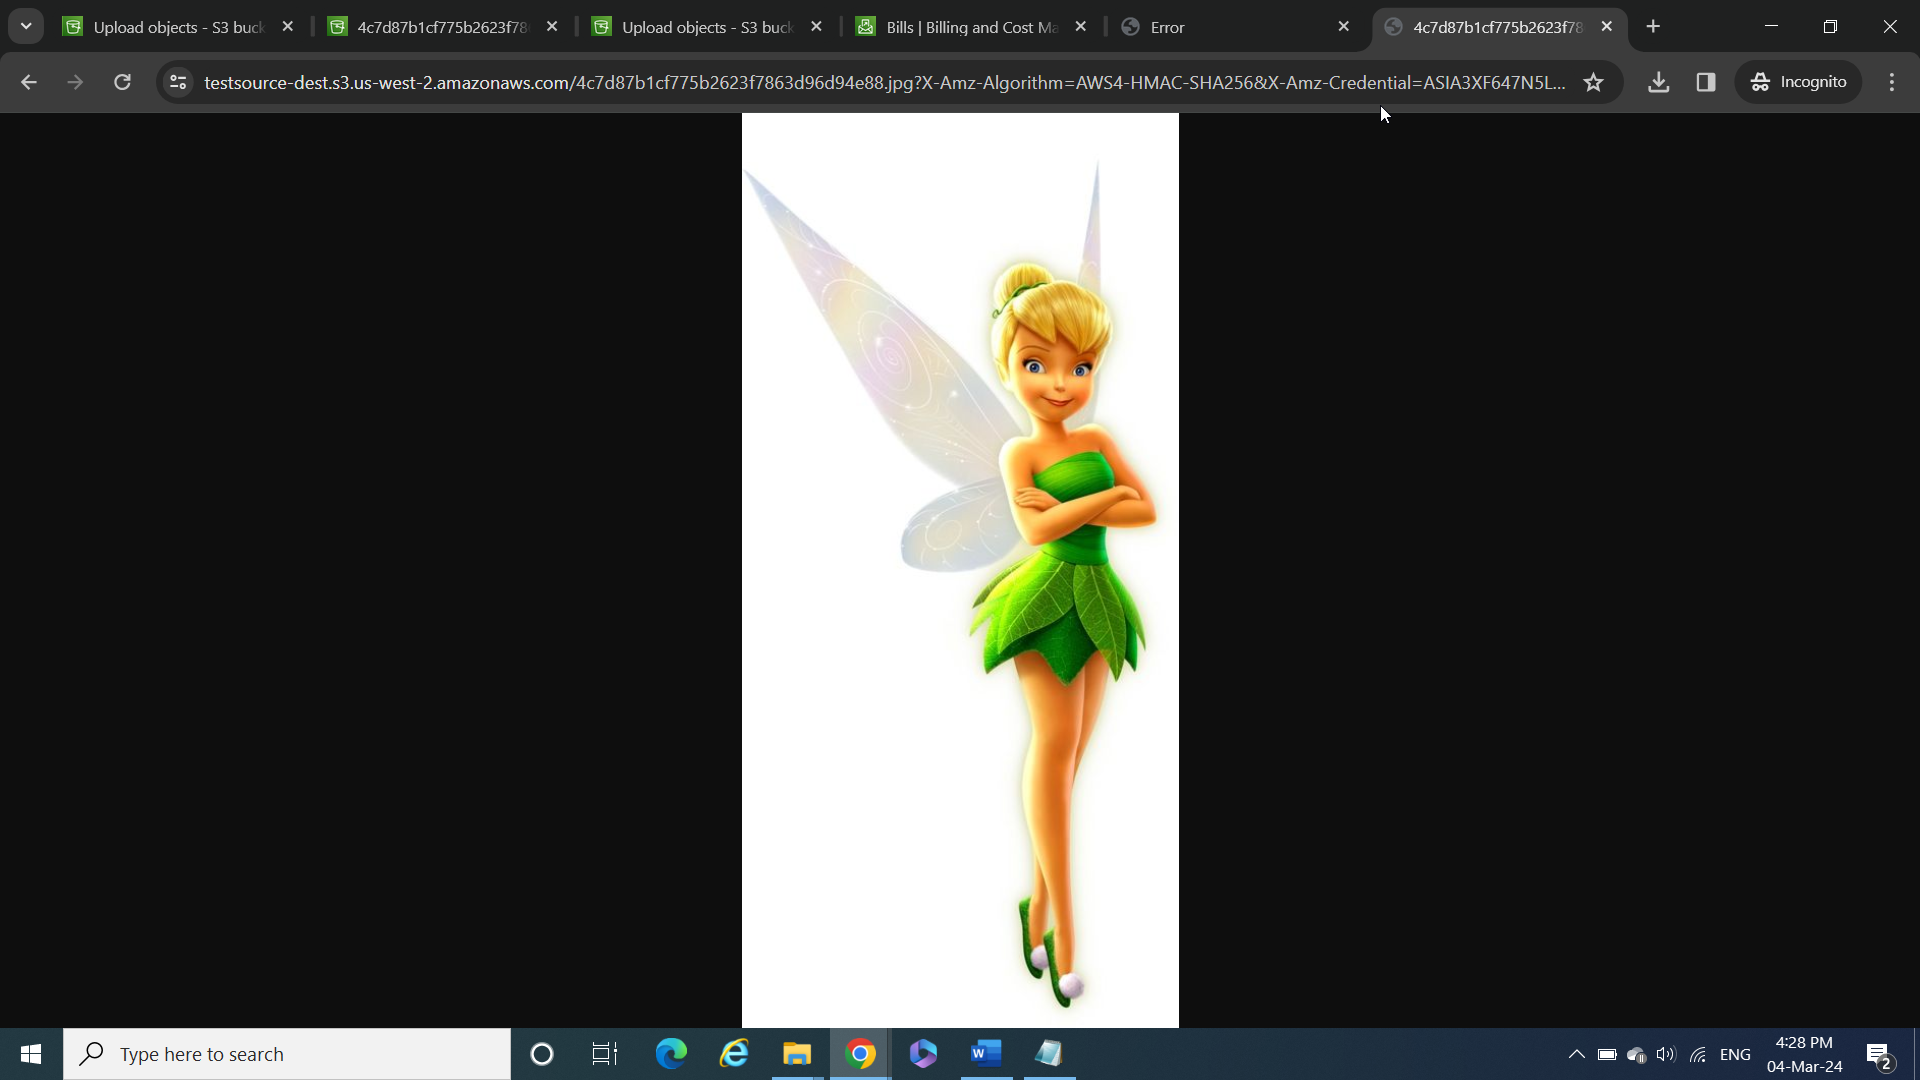 Upload objects - S3 buck
4c7d87b1cf775b2623f78
Upload objects - S3 buck
Bills | Billing and Cost Ma
Error
4c7d87b1cf775b2623f78
testsource-dest.s3.us-west-2.amazonaws.com/4c7d87b1cf775b2623f7863d96d94e88.jpg?X-Amz-Algorithm=AWS4-HMAC-SHA256&X-Amz-Credential=ASIA3XF647N5L...
Incognito
Type here to search
W
ENG
4:28 PM
04-Mar-24
2